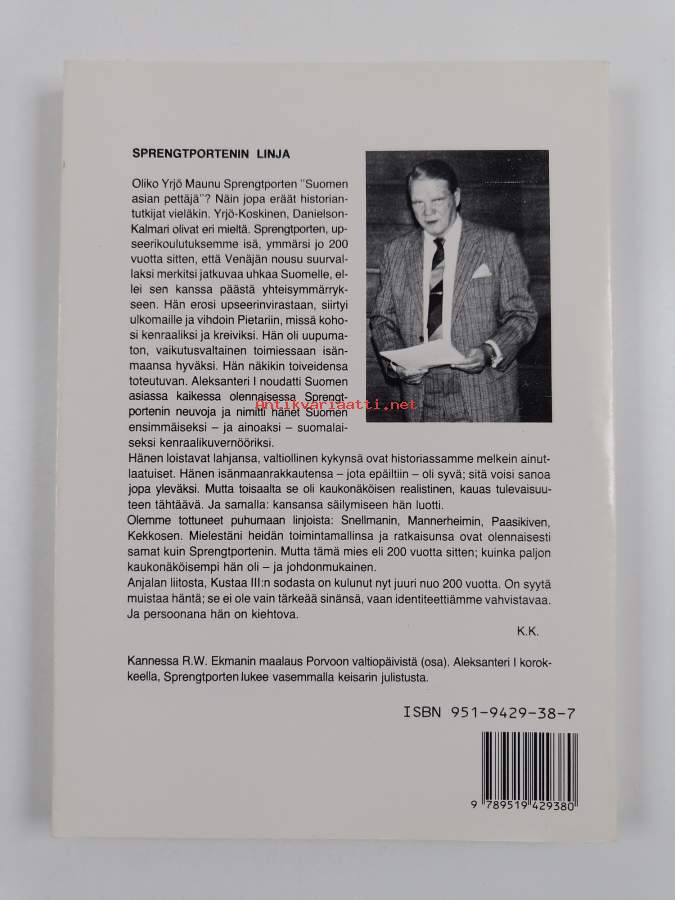 SPRENGTPORTENIN LINJA
Oliko Yrjö Maunu Sprengtporten "Suomen
asian pettäjä"? Näin jopa eräät historian-
tutkijat vieläkin. Yrjö-Koskinen, Danielson-
Kalmari olivat eri mieltä. Sprengtporten, up-
seerikoulutuksemme isä, ymmärsi jo 200
vuotta sitten, että Venäjän nousu suurval-
laksi merkitsi jatkuvaa uhkaa Suomelle, el-
lei sen kanssa päästä yhteisymmärryk-
seen. Hän erosi upseerinvirastaan, siirtyi
ulkomaille ja vihdoin Pietariin, missä koho-
si kenraaliksi ja kreiviksi. Hän oli uupuma-
ton, vaikutusvaltainen toimiessaan isän-
maansa hyväksi. Hän näkikin toiveidensa
toteutuvan. Aleksanteri I noudatti Suomen
asiassa kaikessa olennaisessa Sprengt-
portenin neuvoja ja nimitti hänet Suomen
ensimmäiseksi – ja ainoaksi – suomalai-
seksi kenraalikuvernööriksi.
Hänen loistavat lahjansa, valtiollinen kykynsä ovat historiassamme melkein ainut-
laatuiset. Hänen isänmaanrakkautensa – jota epäiltiin – oli syvä; sitä voisi sanoa
jopa yleväksi. Mutta toisaalta se oli kaukonäköisen realistinen, kauas tulevaisuu-
teen tähtäävä. Ja samalla: kansansa säilymiseen hän luotti.
Olemme tottuneet puhumaan linjoista: Snellmanin, Mannerheimin, Paasikiven,
Kekkosen. Mielestäni heidän toimintamallinsa ja ratkaisunsa ovat olennaisesti
samat kuin Sprengtportenin. Mutta tämä mies eli 200 vuotta sitten; kuinka paljon
kaukonäköisempi hän oli – ja johdonmukainen.
Anjalan liitosta, Kustaa III:n sodasta on kulunut nyt juuri nuo 200 vuotta. On syytä
muistaa häntä; se ei ole vain tärkeää sinänsä, vaan identiteettiämme vahvistavaa.
Ja persoonana hän on kiehtova.
K.K.
Kannessa R.W. Ekmanin maalaus Porvoon valtiopäivistä (osa). Aleksanteri I korok-
keella, Sprengtporten lukee vasemmalla keisarin julistusta.
ISBN 951-9429-38-7
9 789519 429380
Antikvariaatti.net